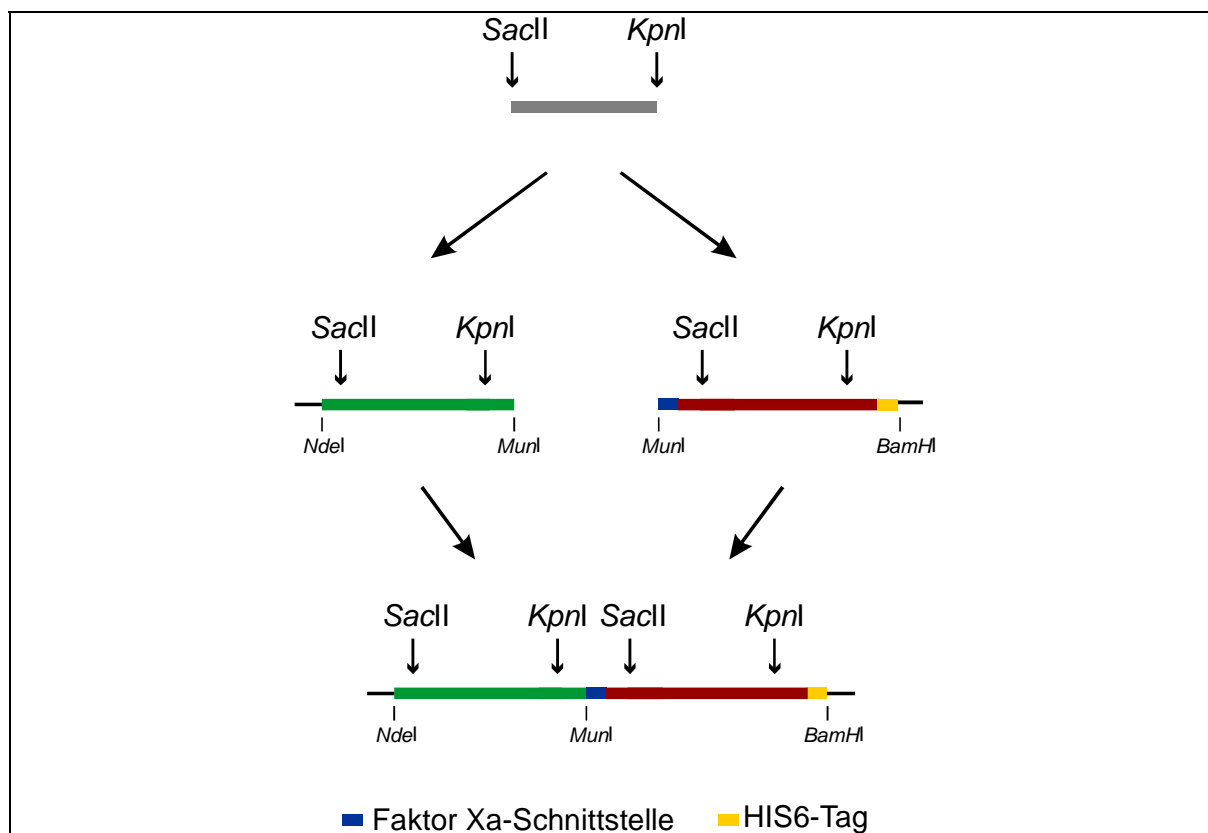 SacII KpnI
SacII KpnI SacII KpnI
NdeI MunI MunI BamHI
SacII KpnI SacII KpnI
NdeI MunI BamHI
Faktor Xa-Schnittstelle HIS6-Tag